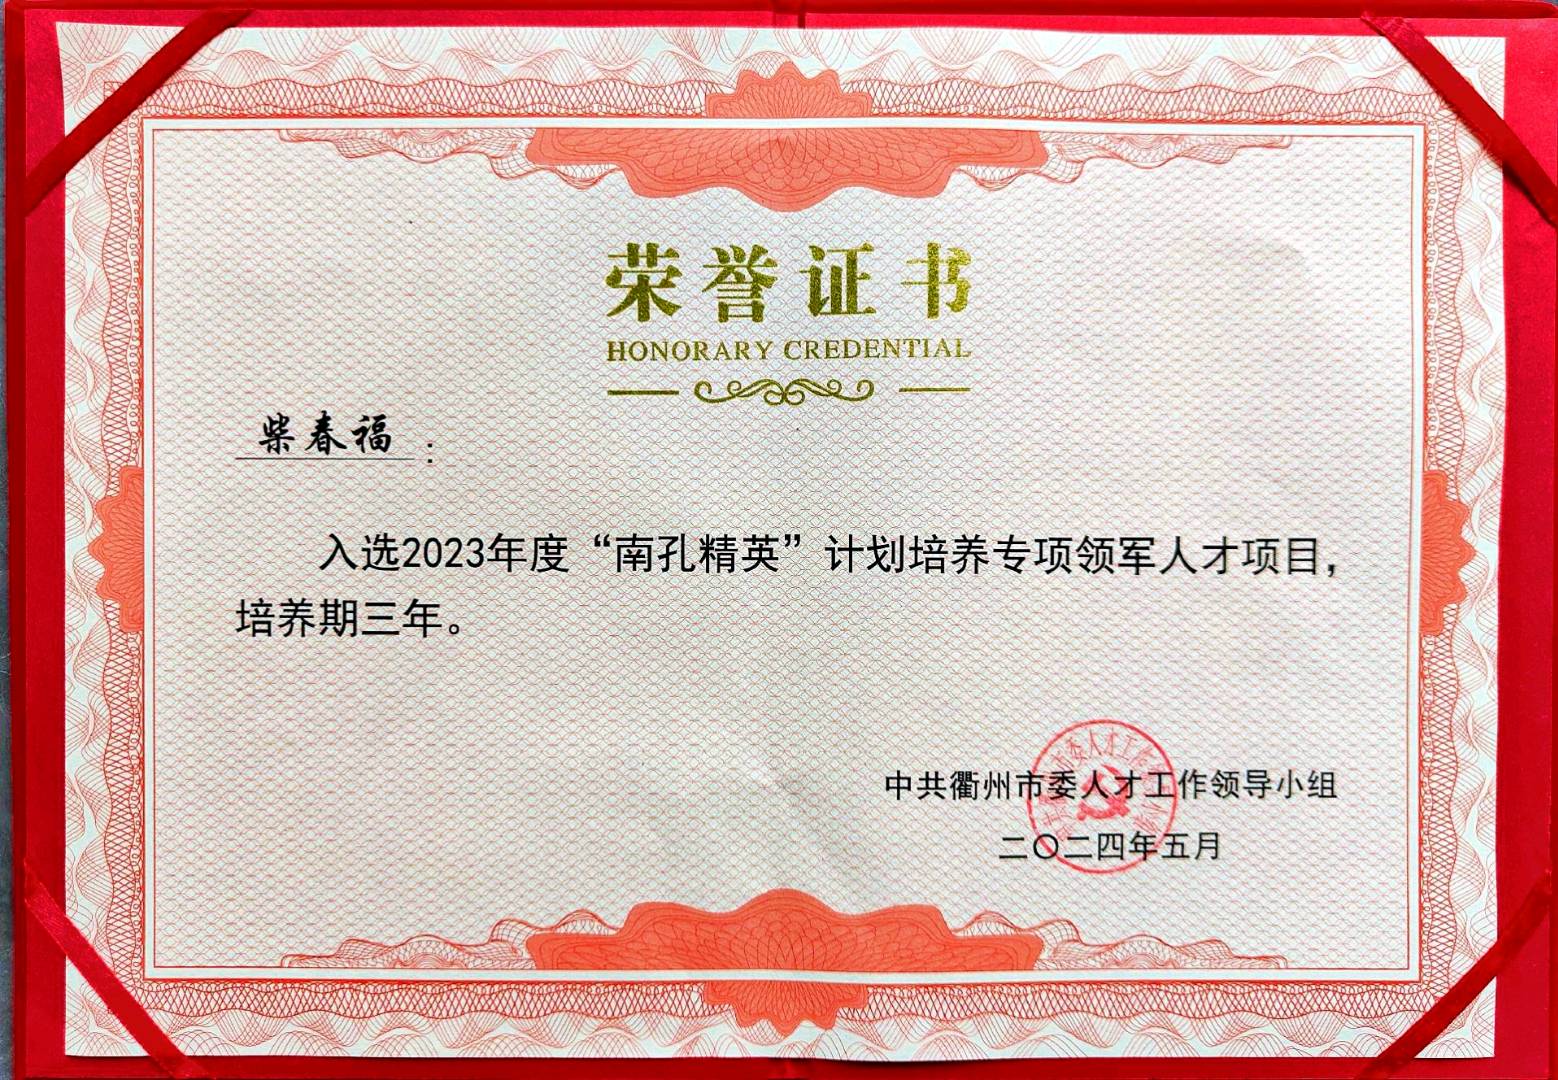 荣誉证书
HONORARY CREDENTIAL
柴春福：
入选2023年度“南孔精英”计划培养专项领军人才项目，
培养期三年。
中共衢州市委人才工作领导小组
二〇二四年五月